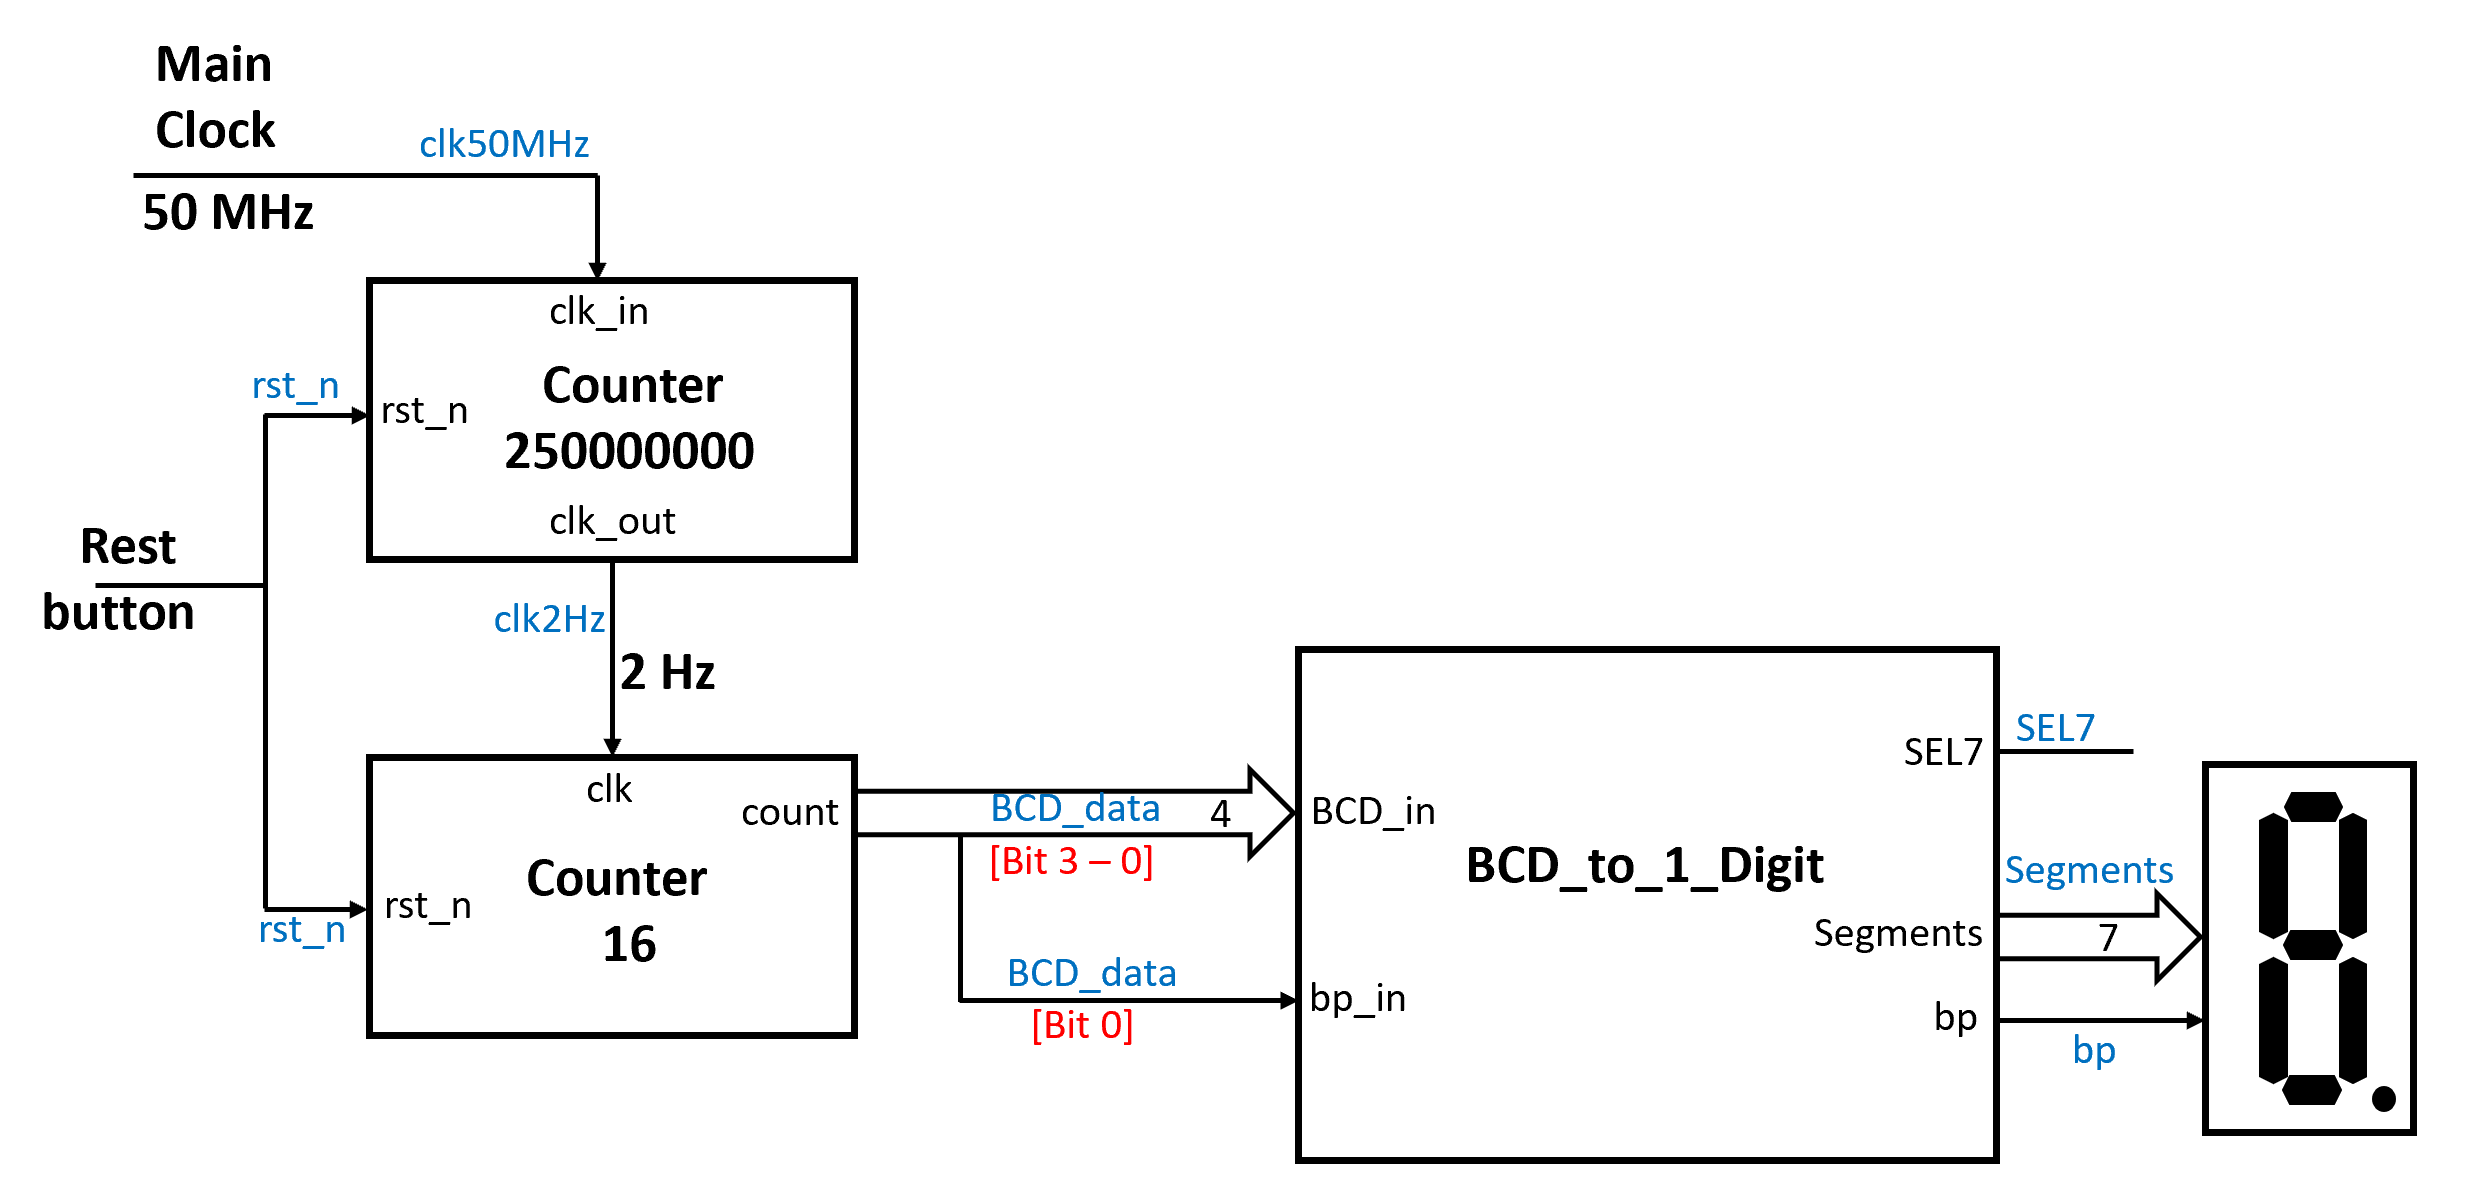 Main
Clock
clk50MHz
50 MHz
clk_in
rst_n
rst_n
Counter
250000000
clk_out
Rest
button
clk2Hz
2 Hz
clk
count
rst_n
rst_n
Counter
16
BCD_data
4
[Bit 3 – 0]
BCD_data
[Bit 0]
BCD_in
bp_in
BCD_to_1_Digit
SEL7
SEL7
Segments
Segments
7
bp
bp